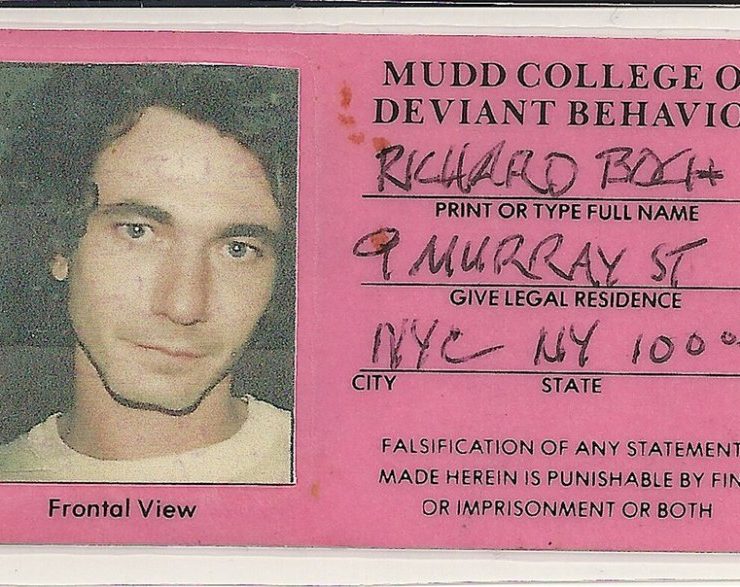 MUDD COLLEGE O
DEVIANT BEHAVIO
RICHARD BOCH
PRINT OR TYPE FULL NAME
9 MURRAY ST
GIVE LEGAL RESIDENCE
NYC NY 1000
CITY STATE
FALSIFICATION OF ANY STATEMENT
MADE HEREIN IS PUNISHABLE BY FIN
OR IMPRISONMENT OR BOTH
Frontal View